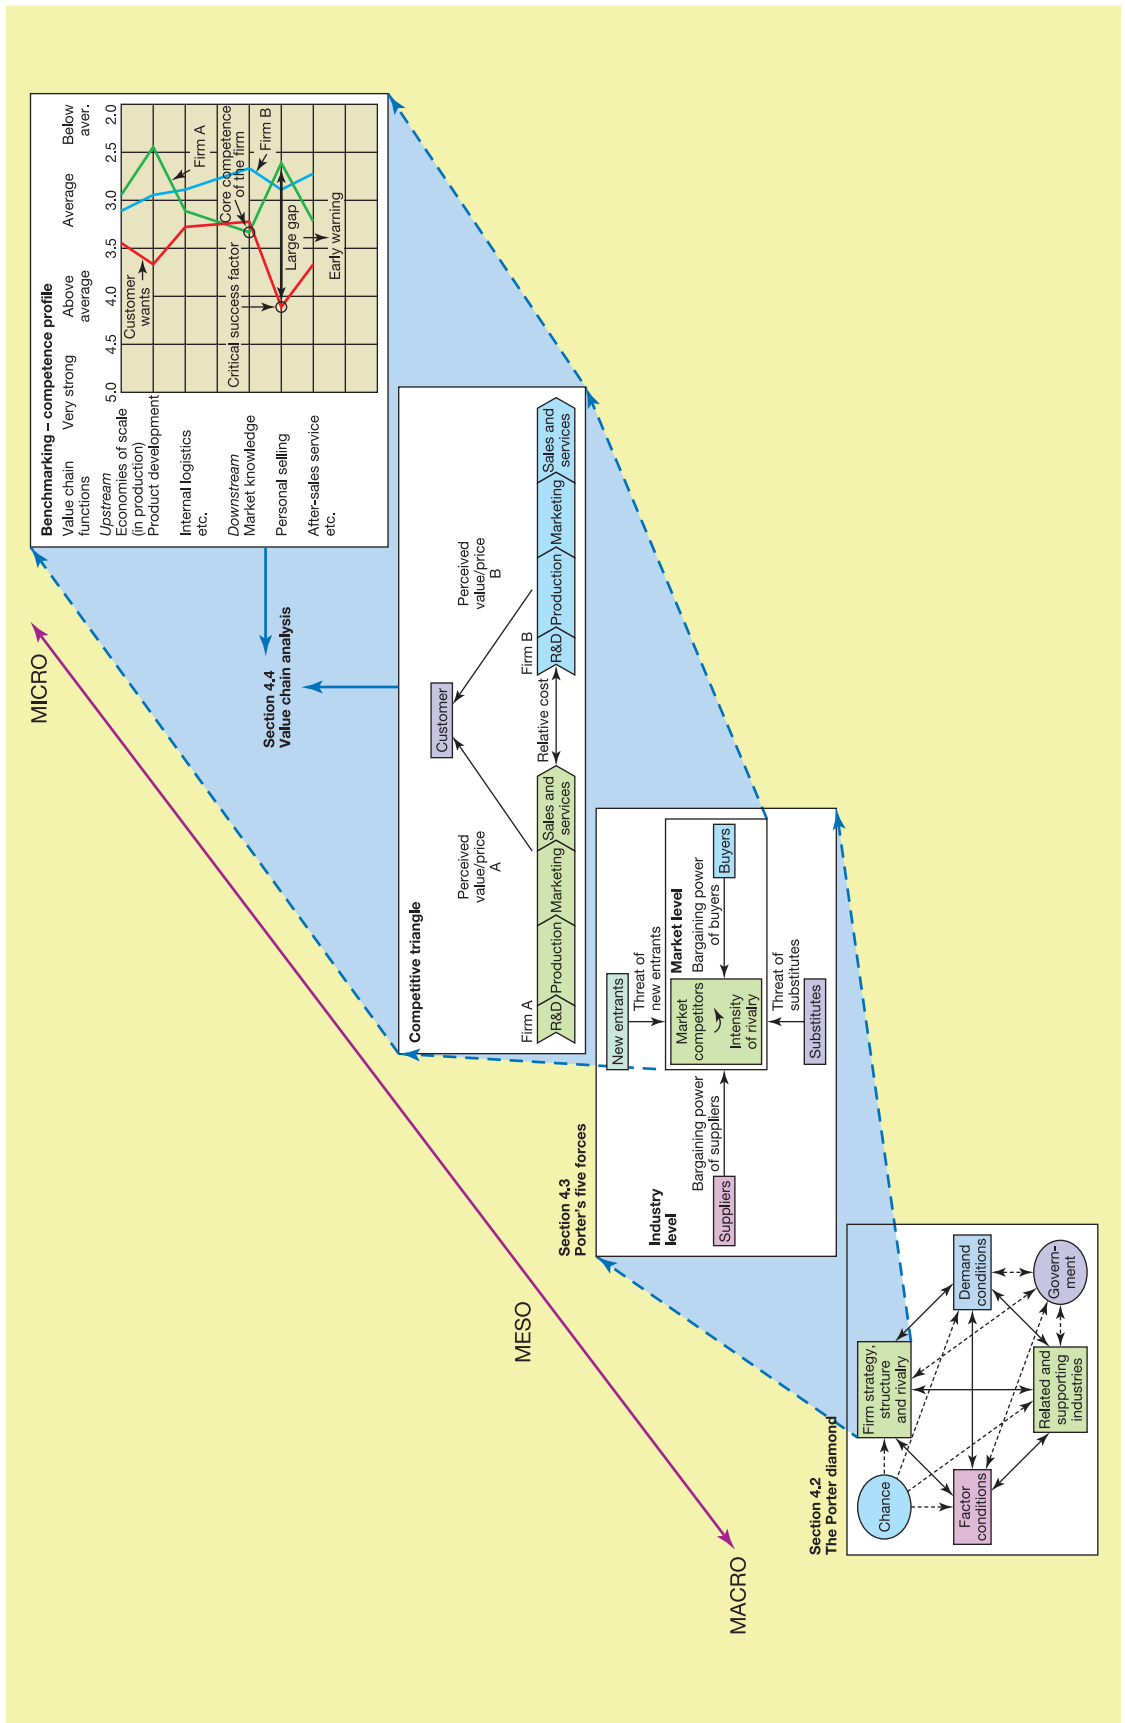 MICRO
MESO
MACRO
Benchmarking – competence profile
Value chain
functions
Very strong
Above
average
Average
Below
aver.
5.0
4.5
4.0
3.5
3.0
2.5
2.0
Upstream
Economies of scale
(in production)
Product development
Internal logistics
etc.
Downstream
Market knowledge
Personal selling
After-sales service
etc.
Customer
wants
Firm A
Core competence
of the firm
Firm B
Critical success factor
Large gap
Early warning
Section 4.4
Value chain analysis
Competitive triangle
Perceived
value/price
A
Customer
Perceived
value/price
B
Firm A
R&D
Production
Marketing
Sales and
services
Relative cost
Firm B
R&D
Production
Marketing
Sales and
services
Section 4.3
Porter's five forces
Industry
level
New entrants
Threat of
new entrants
Market level
Suppliers
Bargaining power
of suppliers
Market
competitors
Intensity
of rivalry
Bargaining power
of buyers
Buyers
Threat of
substitutes
Substitutes
Section 4.2
The Porter diamond
Chance
Firm strategy,
structure
and rivalry
Factor
conditions
Demand
conditions
Related and
supporting
industries
Govern-
ment